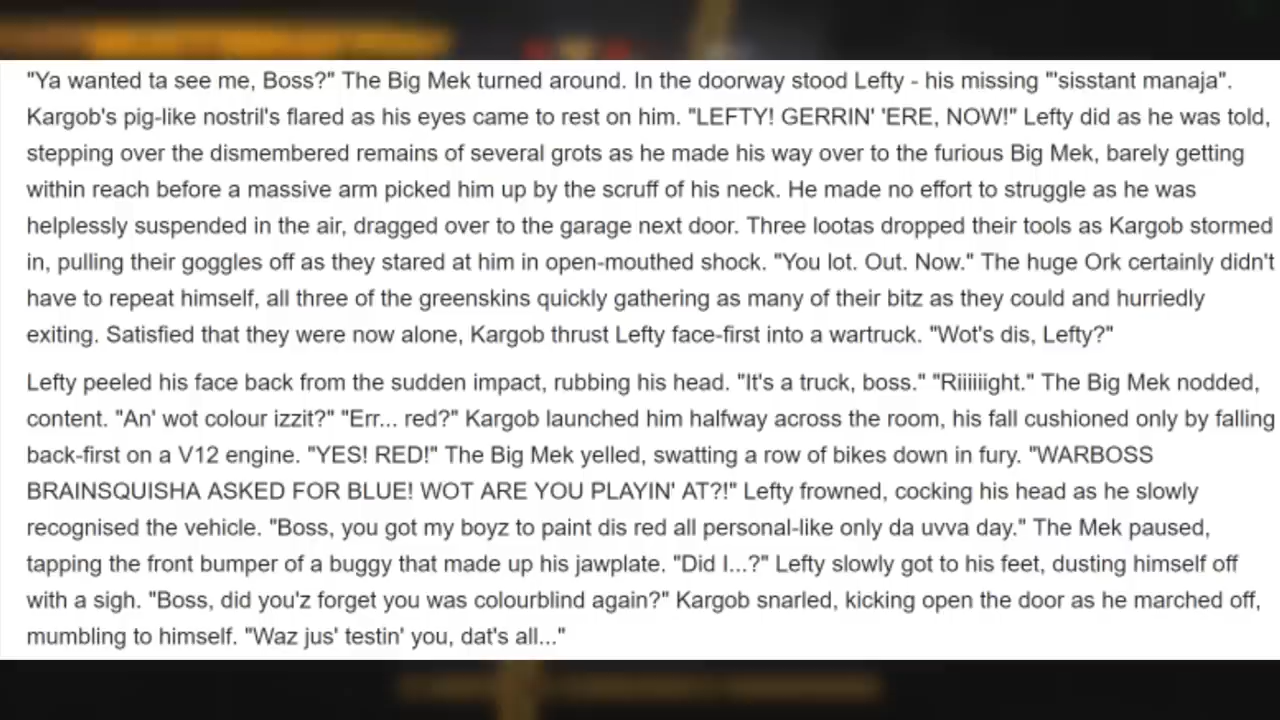 "Ya wanted ta see me, Boss?" The Big Mek turned around. In the doorway stood Lefty - his missing "'sisstant manaja".
Kargob's pig-like nostril's flared as his eyes came to rest on him. "LEFTY! GERRIN' 'ERE, NOW!" Lefty did as he was told,
stepping over the dismembered remains of several grots as he made his way over to the furious Big Mek, barely getting
within reach before a massive arm picked him up by the scruff of his neck. He made no effort to struggle as he was
helplessly suspended in the air, dragged over to the garage next door. Three lootas dropped their tools as Kargob stormed
in, pulling their goggles off as they stared at him in open-mouthed shock. "You lot. Out. Now." The huge Ork certainly didn't
have to repeat himself, all three of the greenskins quickly gathering as many of their bitz as they could and hurriedly
exiting. Satisfied that they were now alone, Kargob thrust Lefty face-first into a wartruck. "Wot's dis, Lefty?"
Lefty peeled his face back from the sudden impact, rubbing his head. "It's a truck, boss." "Riiiiiight." The Big Mek nodded,
content. "An' wot colour izzit?" "Err... red?" Kargob launched him halfway across the room, his fall cushioned only by falling
back-first on a V12 engine. "YES! RED!" The Big Mek yelled, swatting a row of bikes down in fury. "WARBOSS
BRAINSQUISHA ASKED FOR BLUE! WOT ARE YOU PLAYIN' AT?!" Lefty frowned, cocking his head as he slowly
recognised the vehicle. "Boss, you got my boyz to paint dis red all personal-like only da uvva day." The Mek paused,
tapping the front bumper of a buggy that made up his jawplate. "Did I...?" Lefty slowly got to his feet, dusting himself off
with a sigh. "Boss, did you'z forget you was colourblind again?" Kargob snarled, kicking open the door as he marched off,
mumbling to himself. "Waz jus' testin' you, dat's all..."